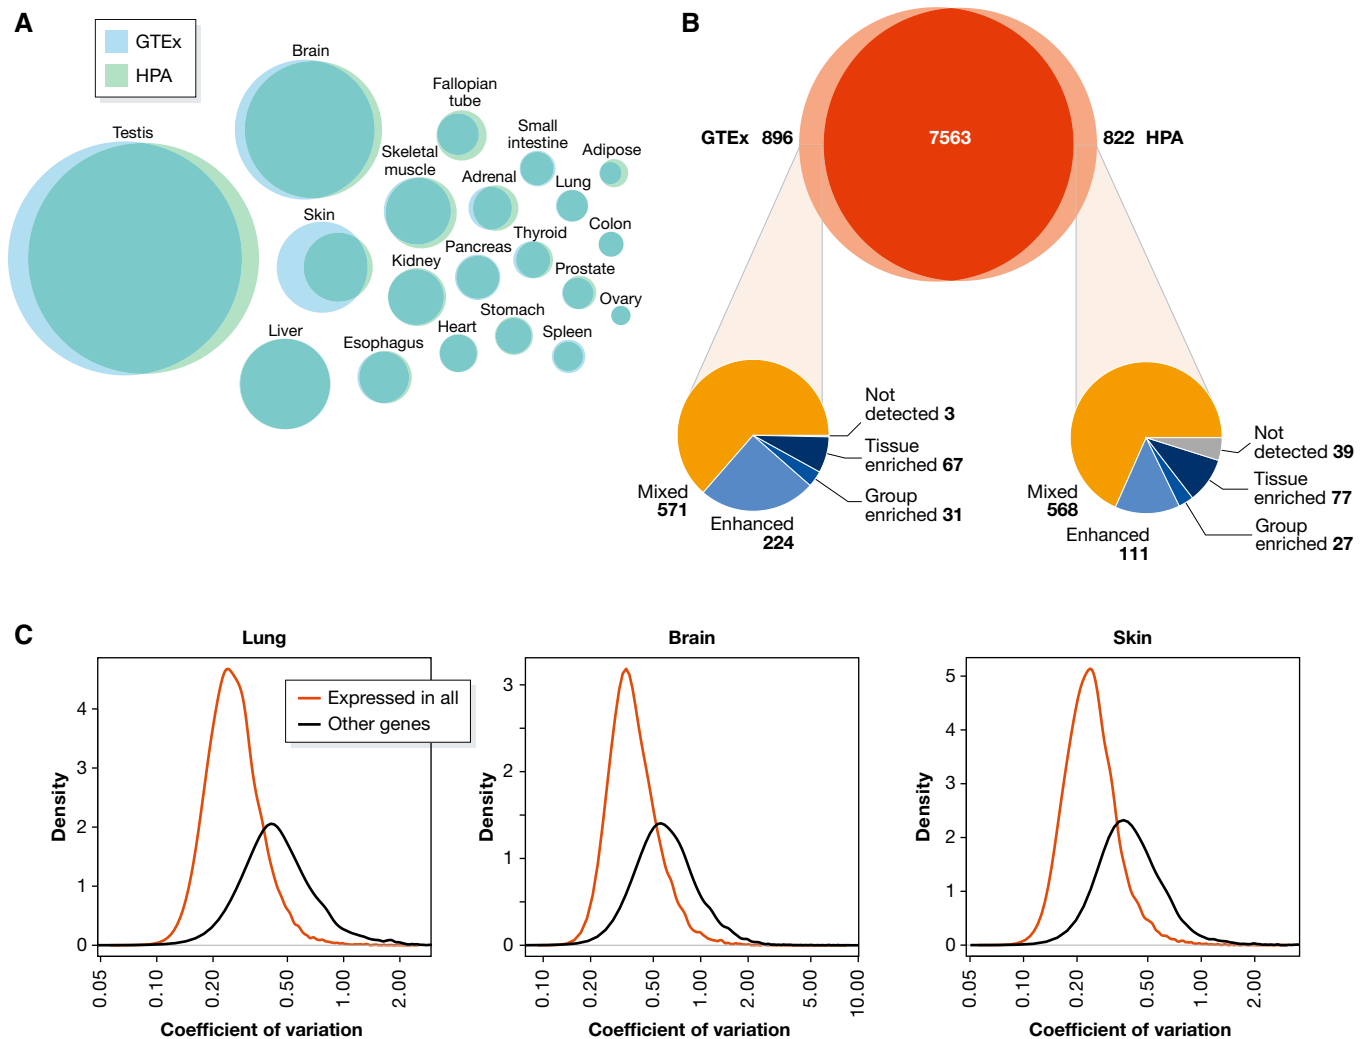 A
GTEx
HPA
Brain
Testis
Fallopian
tube
Small
intestine
Adipose
Skeletal
muscle
Adrenal
Lung
Skin
Colon
Thyroid
Pancreas
Kidney
Prostate
Ovary
Stomach
Heart
Spleen
Liver
Esophagus
B
GTEx 896
7563
822 HPA
Not
detected 3
Tissue
enriched 67
Group
enriched 31
Mixed
571
Enhanced
224
Not
detected 39
Tissue
enriched 77
Group
enriched 27
Mixed
568
Enhanced
111
C
Lung
Expressed in all
Other genes
Density
4
3
2
1
0
0.05
0.10
0.20
0.50
1.00
2.00
Coefficient of variation
Brain
Density
3
2
1
0
0.10
0.20
0.50
1.00
2.00
5.00
10.00
Coefficient of variation
Skin
Density
5
4
3
2
1
0
0.05
0.10
0.20
0.50
1.00
2.00
Coefficient of variation